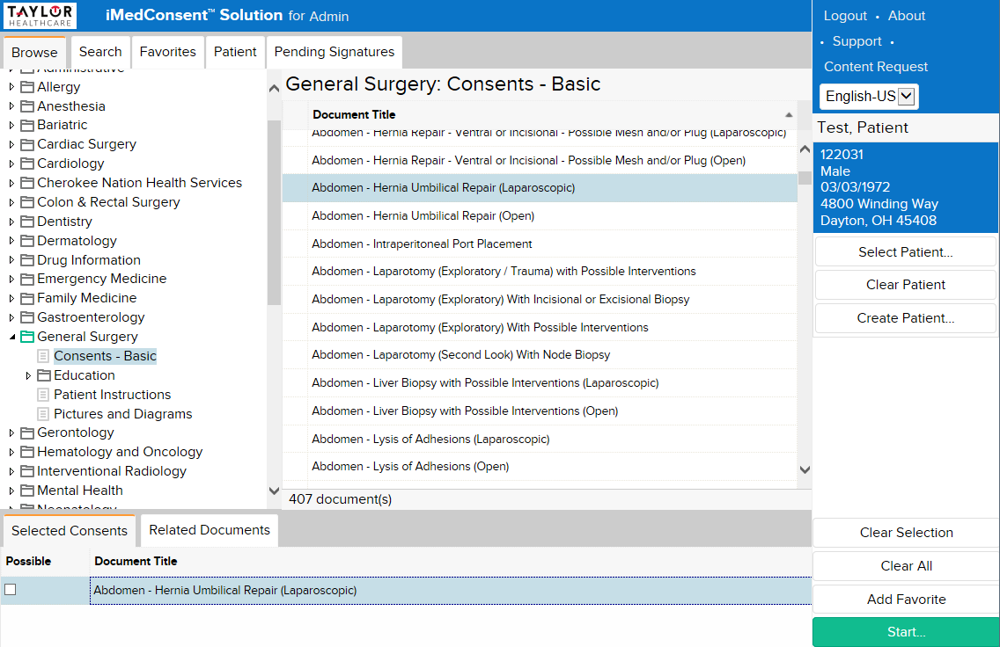 TAYLOR
HEALTHCARE
iMedConsent™ Solution for Admin
Logout • About
• Support •
Content Request
English-US
Browse
Search
Favorites
Patient
Pending Signatures
Administrative
Allergy
Anesthesia
Bariatric
Cardiac Surgery
Cardiology
Cherokee Nation Health Services
Colon & Rectal Surgery
Dentistry
Dermatology
Drug Information
Emergency Medicine
Family Medicine
Gastroenterology
General Surgery
Consents - Basic
Education
Patient Instructions
Pictures and Diagrams
Gerontology
Hematology and Oncology
Interventional Radiology
Mental Health
Neonatology
General Surgery: Consents - Basic
Document Title
Abdomen - Hernia Repair - Ventral or Incisional - Possible Mesh and/or Plug (Laparoscopic)
Abdomen - Hernia Repair - Ventral or Incisional - Possible Mesh and/or Plug (Open)
Abdomen - Hernia Umbilical Repair (Laparoscopic)
Abdomen - Hernia Umbilical Repair (Open)
Abdomen - Intraperitoneal Port Placement
Abdomen - Laparotomy (Exploratory / Trauma) with Possible Interventions
Abdomen - Laparotomy (Exploratory) With Incisional or Excisional Biopsy
Abdomen - Laparotomy (Exploratory) With Possible Interventions
Abdomen - Laparotomy (Second Look) With Node Biopsy
Abdomen - Liver Biopsy with Possible Interventions (Laparoscopic)
Abdomen - Liver Biopsy with Possible Interventions (Open)
Abdomen - Lysis of Adhesions (Laparoscopic)
Abdomen - Lysis of Adhesions (Open)
407 document(s)
Test, Patient
122031
Male
03/03/1972
4800 Winding Way
Dayton, OH 45408
Select Patient...
Clear Patient
Create Patient...
Selected Consents
Related Documents
Possible
Document Title
Abdomen - Hernia Umbilical Repair (Laparoscopic)
Clear Selection
Clear All
Add Favorite
Start...